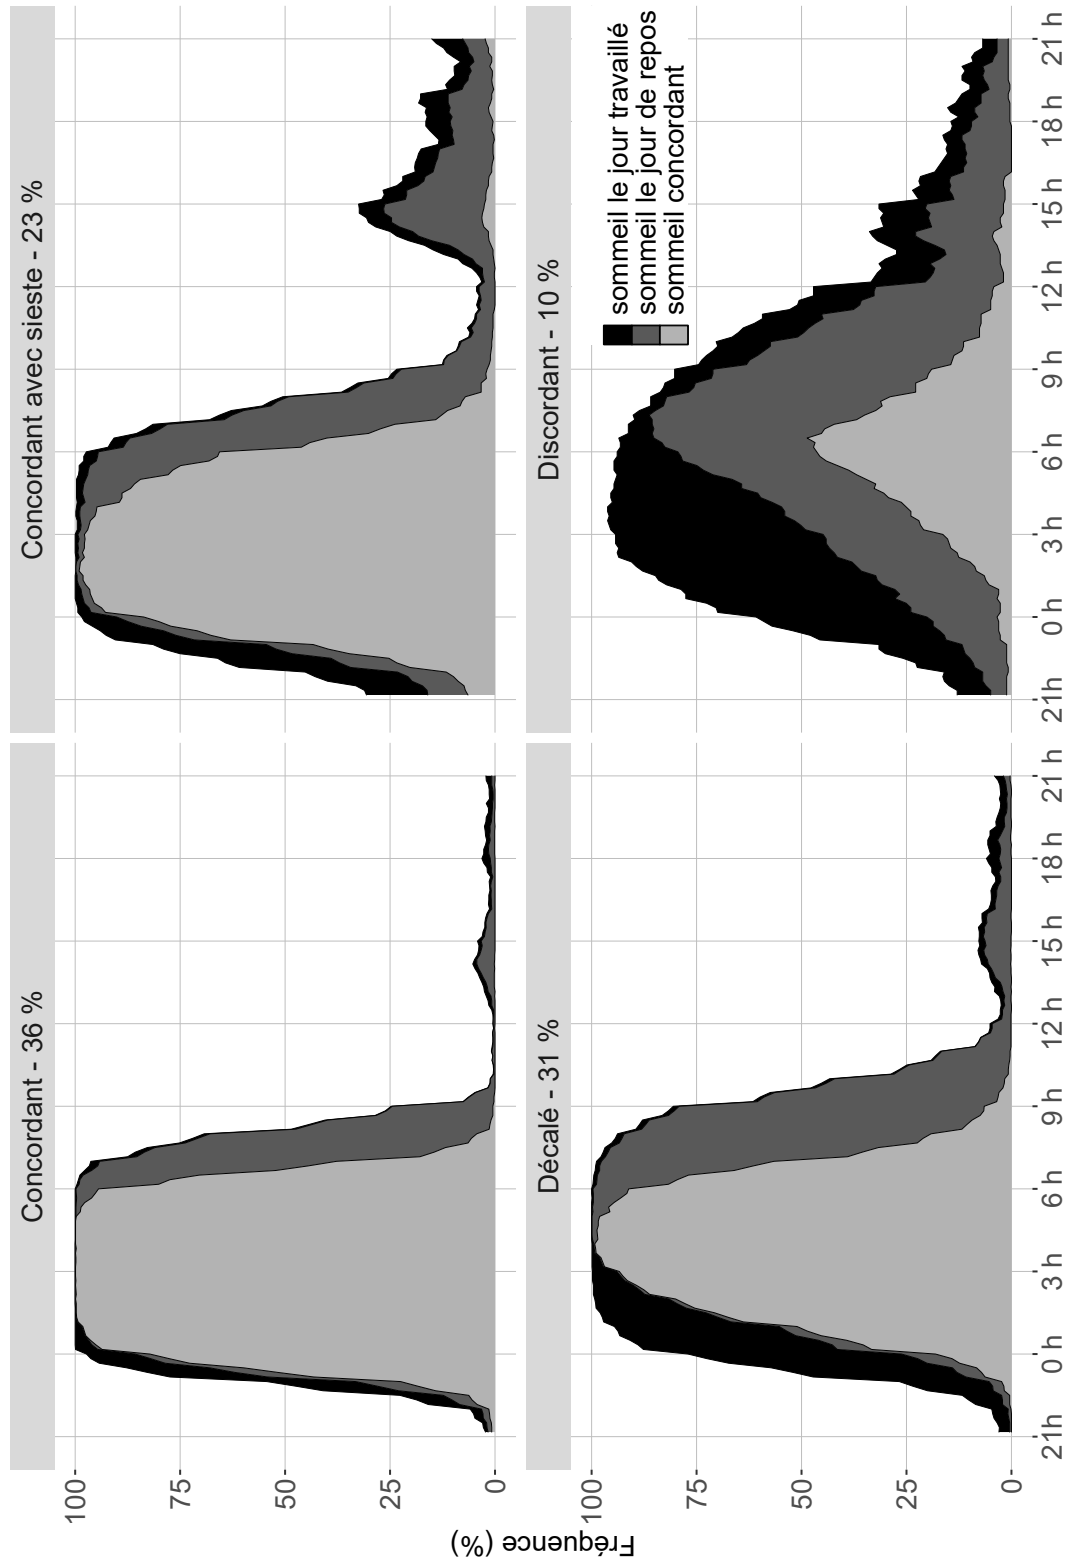 Concordant - 36 %
Concordant avec sieste - 23 %
100
75
50
25
0
Décalé - 31 %
Discordant - 10 %
100
75
50
25
0
sommeil le jour travaillé
sommeil le jour de repos
sommeil concordant
21h
0 h
3 h
6 h
9 h
12 h
15 h
18 h
21 h
21h
0 h
3 h
6 h
9 h
12 h
15 h
18 h
21 h
Fréquence (%)